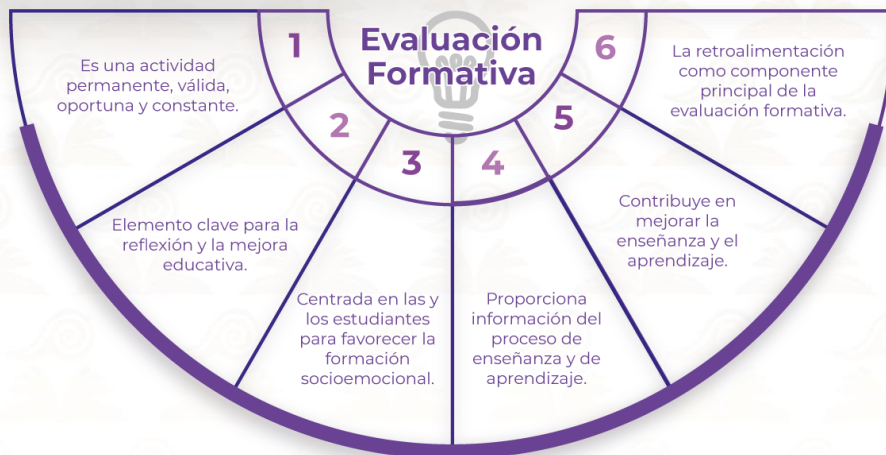 Evaluación
Formativa
1
Es una actividad
permanente, válida,
oportuna y constante.
2
Elemento clave para la
reflexión y la mejora
educativa.
3
Centrada en las y
los estudiantes
para favorecer la
formación
socioemocional.
4
Proporciona
información del
proceso de
enseñanza y de
aprendizaje.
5
Contribuye en
mejorar la
enseñanza y el
aprendizaje.
6
La retroalimentación
como componente
principal de la
evaluación formativa.